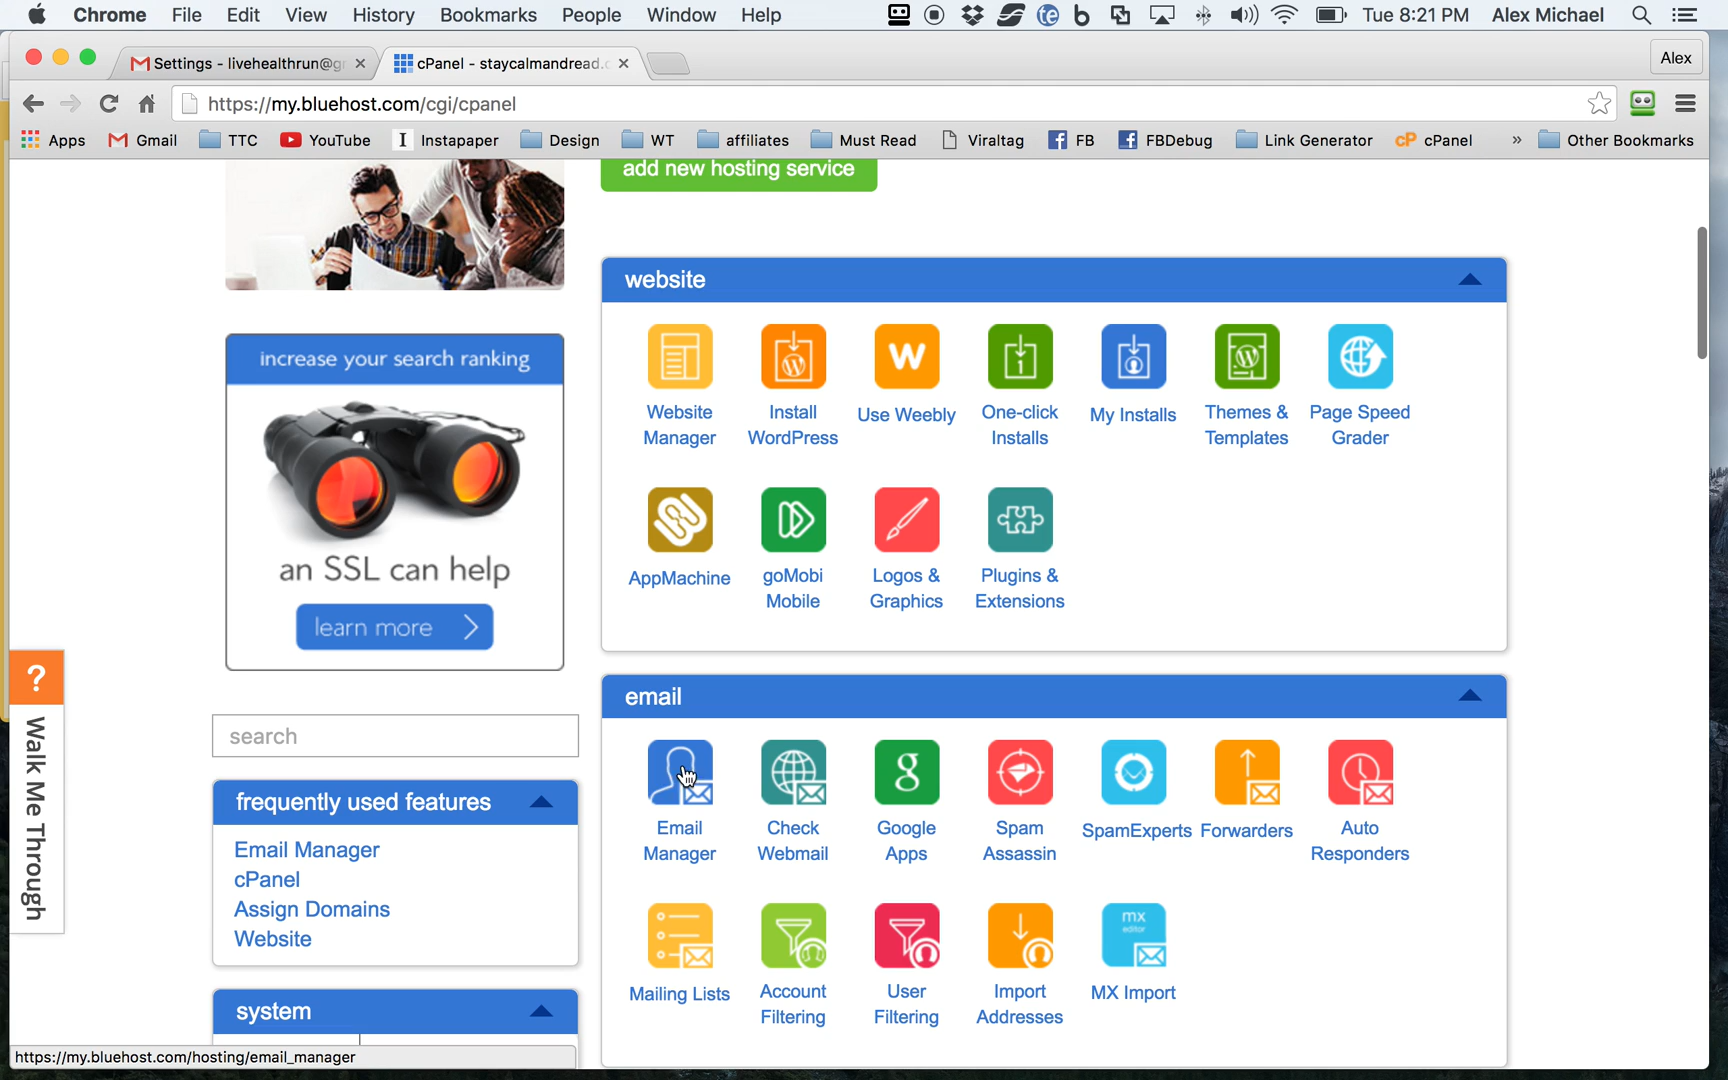 Chrome File Edit View History Bookmarks People Window Help Tue 8:21 PM Alex Michael
Settings - livehealthrun@g
cPanel - staycalmandread.
Alex
https://my.bluehost.com/cgi/cpanel
Apps Gmail TTC YouTube Instapaper Design WT affiliates Must Read Viraltag FB FBDebug Link Generator cPanel » Other Bookmarks
add new hosting service
increase your search ranking
an SSL can help
learn more
search
frequently used features
Email Manager
cPanel
Assign Domains
Website
system
website
Website Manager
Install WordPress
W
Use Weebly
1
One-click Installs
My Installs
Themes & Templates
Page Speed Grader
AppMachine
goMobi Mobile
Logos & Graphics
Plugins & Extensions
email
Email Manager
Check Webmail
g
Google Apps
Spam Assassin
SpamExperts
Forwarders
Auto Responders
Mailing Lists
Account Filtering
User Filtering
Import Addresses
mx
editor
MX Import
?
Walk Me Through
https://my.bluehost.com/hosting/email_manager